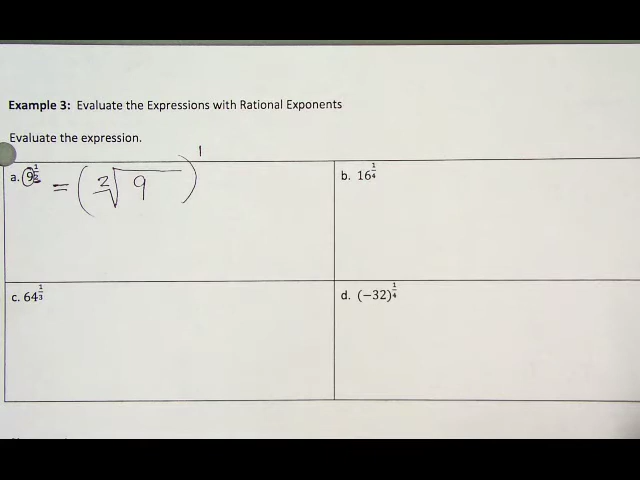 Example 3: Evaluate the Expressions with Rational Exponents
Evaluate the expression.
a. 9^{1/2} = (\sqrt[2]{9})^1
b. 16^{1/4}
c. 64^{1/3}
d. (−32)^{1/4}